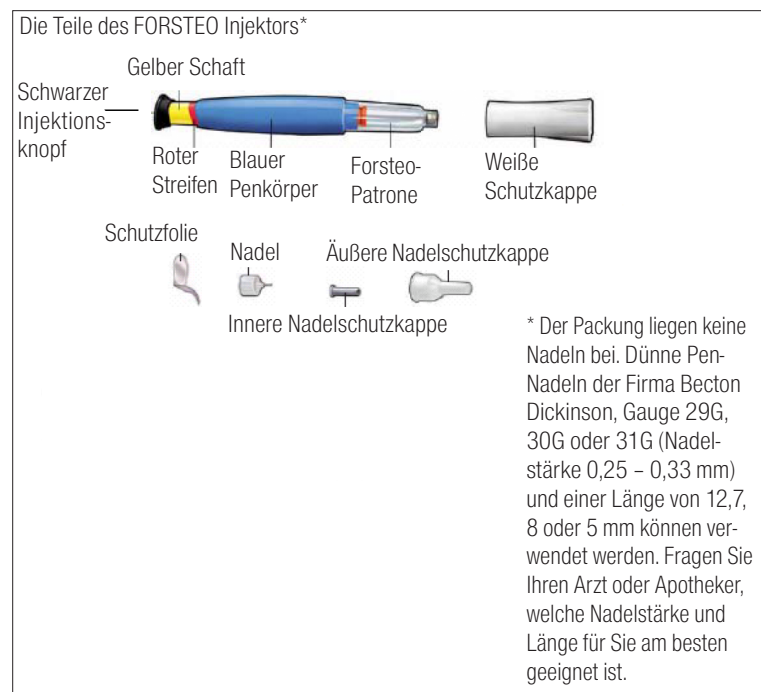 Die Teile des FORSTEO Injektors*
Gelber Schaft
Schwarzer
Injektions-
knopf
Roter
Streifen
Blauer
Penkörper
Forsteo-
Patrone
Weiße
Schutzkappe
Schutzfolie
Nadel
Äußere Nadelschutzkappe
Innere Nadelschutzkappe
* Der Packung liegen keine
Nadeln bei. Dünne Pen-
Nadeln der Firma Becton
Dickinson, Gauge 29G,
30G oder 31G (Nadel-
stärke 0,25 – 0,33 mm)
und einer Länge von 12,7,
8 oder 5 mm können ver-
wendet werden. Fragen Sie
Ihren Arzt oder Apotheker,
welche Nadelstärke und
Länge für Sie am besten
geeignet ist.